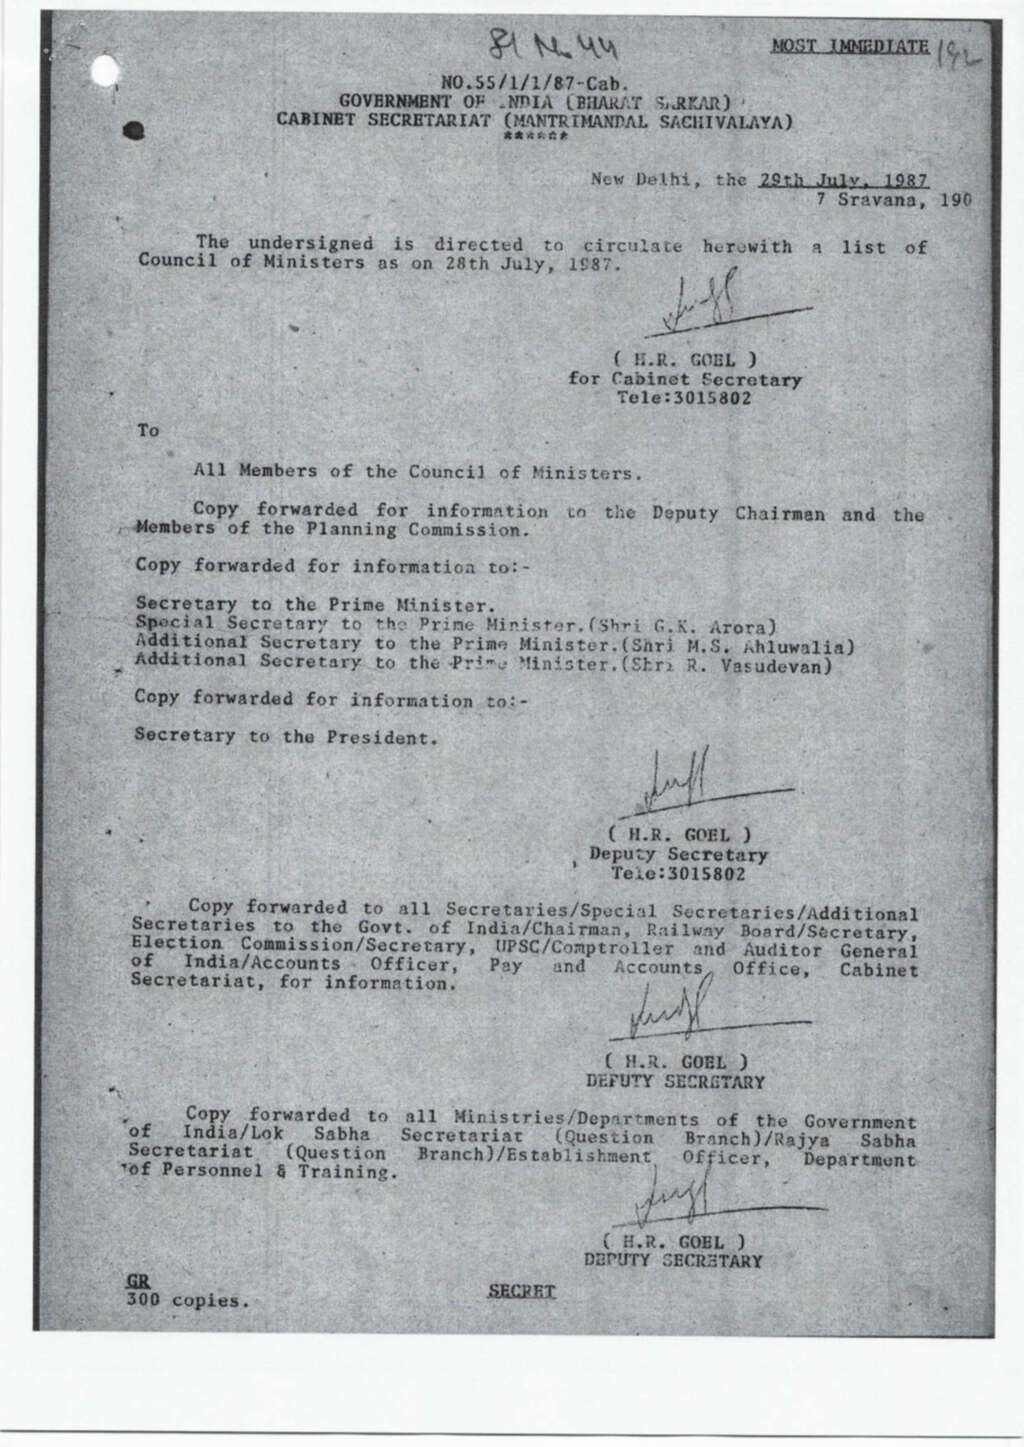 81 No 44
MOST IMMEDIATE 192
NO.55/1/1/87-Cab.
GOVERNMENT OF INDIA (BHARAT SARKAR)
CABINET SECRETARIAT (MANTRIMANDAL SACHIVALAYA)
******
New Delhi, the 29th July, 1987
7 Sravana, 190
The undersigned is directed to circulate herewith a list of
Council of Ministers as on 28th July, 1987.
( H.R. GOEL )
for Cabinet Secretary
Tele:3015802
To
All Members of the Council of Ministers.
Copy forwarded for information to the Deputy Chairman and the
Members of the Planning Commission.
Copy forwarded for information to:-
Secretary to the Prime Minister.
Special Secretary to the Prime Minister.(Shri G.K. Arora)
Additional Secretary to the Prime Minister.(Shri M.S. Ahluwalia)
Additional Secretary to the Prime Minister.(Shri R. Vasudevan)
Copy forwarded for information to:-
Secretary to the President.
( H.R. GOEL )
Deputy Secretary
Tele:3015802
Copy forwarded to all Secretaries/Special Secretaries/Additional
Secretaries to the Govt. of India/Chairman, Railway Board/Secretary,
Election Commission/Secretary, UPSC/Comptroller and Auditor General
of India/Accounts Officer, Pay and Accounts Office, Cabinet
Secretariat, for information.
( H.R. GOEL )
DEPUTY SECRETARY
Copy forwarded to all Ministries/Departments of the Government
of India/Lok Sabha Secretariat (Question Branch)/Rajya Sabha
Secretariat (Question Branch)/Establishment Officer, Department
of Personnel & Training.
( H.R. GOEL )
DEPUTY SECRETARY
GR
300 copies.
SECRET